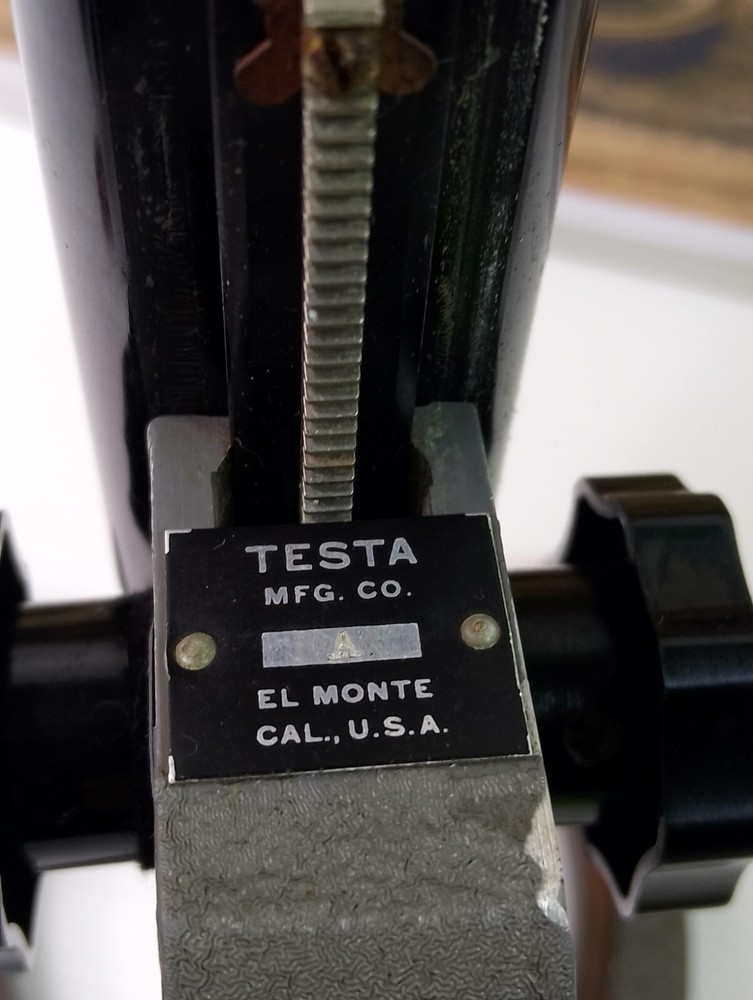 TESTA
MFG. CO.
A
EL MONTE
CAL., U.S.A.